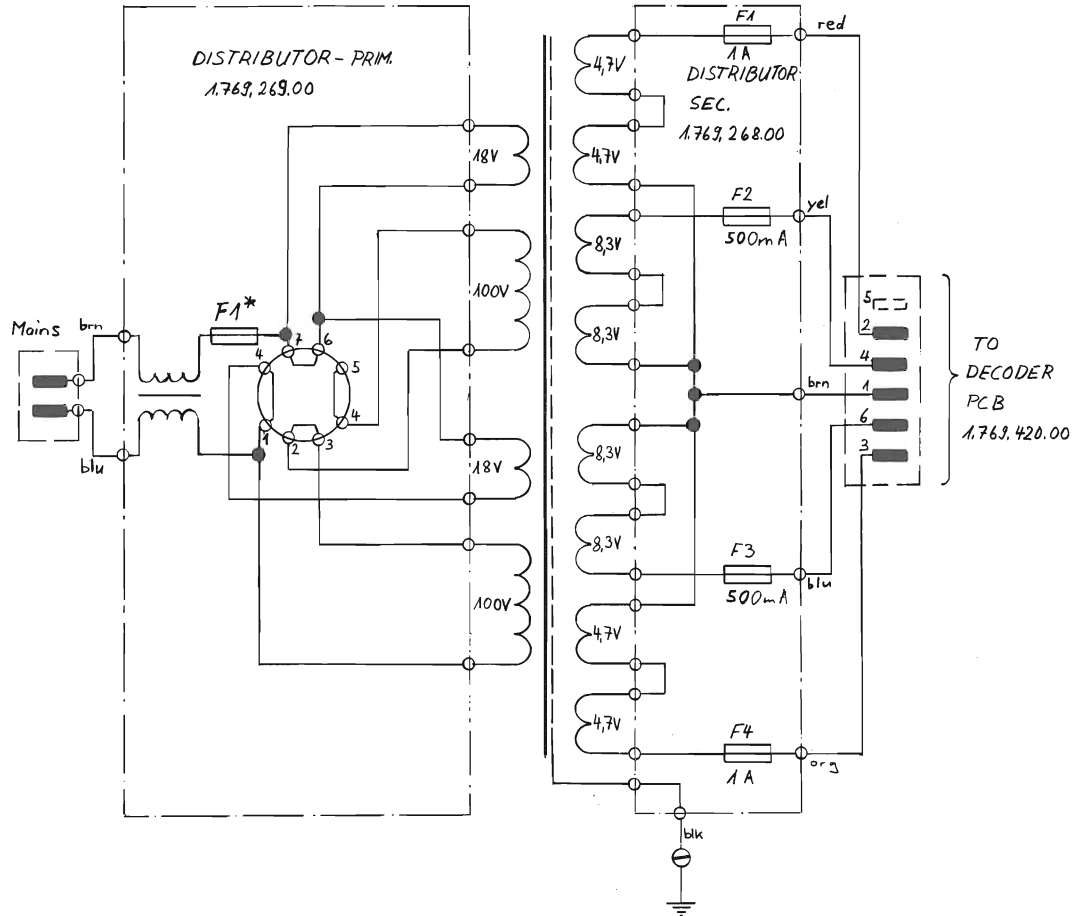 DISTRIBUTOR-PRIM.
1.769,269.00
Mains
brn
blu
F1*
7
6
4
5
1
4
2
3
18V
100V
18V
100V
4,7V
4,7V
8,3V
8,3V
8,3V
8,3V
4,7V
4,7V
F1
1A
DISTRIBUTOR
SEC.
1.769,268.00
F2
500mA
F3
500mA
F4
1A
red
yel
brn
blu
org
blk
5
2
4
1
6
3
TO
DECODER
PCB
1.769.420.00